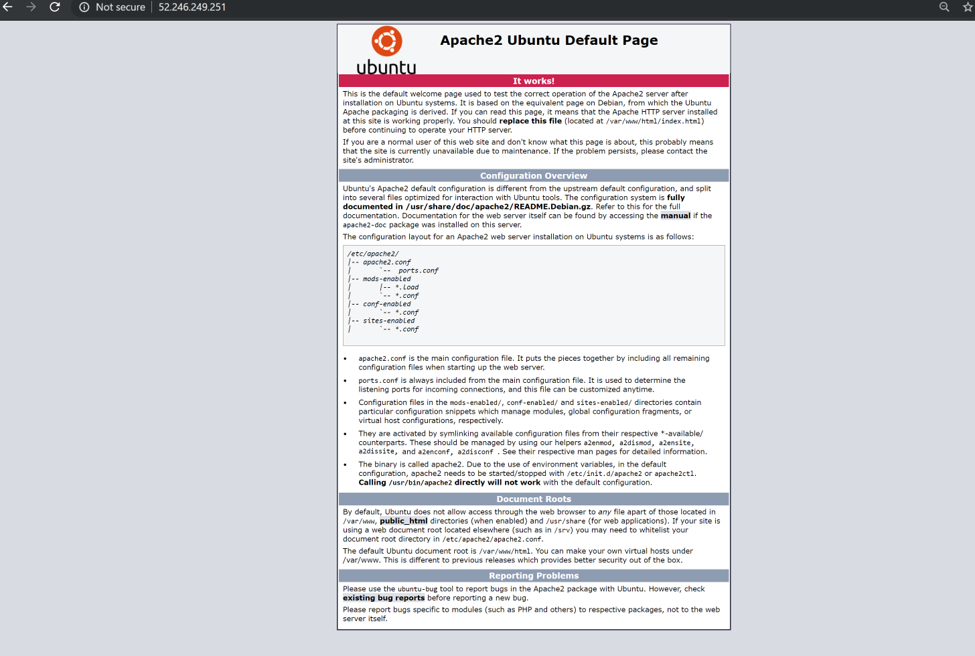 Not secure | 52.246.249.251
ubuntu
Apache2 Ubuntu Default Page
It works!
This is the default welcome page used to test the correct operation of the Apache2 server after
installation on Ubuntu systems. It is based on the equivalent page on Debian, from which the Ubuntu
Apache packaging is derived. If you can read this page, it means that the Apache HTTP server installed
at this site is working properly. You should replace this file (located at /var/www/html/index.html)
before continuing to operate your HTTP server.
If you are a normal user of this web site and don't know what this page is about, this probably means
that the site is currently unavailable due to maintenance. If the problem persists, please contact the
site's administrator.
Configuration Overview
Ubuntu's Apache2 default configuration is different from the upstream default configuration, and split
into several files optimized for interaction with Ubuntu tools. The configuration system is fully
documented in /usr/share/doc/apache2/README.Debian.gz. Refer to this for the full
documentation. Documentation for the web server itself can be found by accessing the manual if the
apache2-doc package was installed on this server.
The configuration layout for an Apache2 web server installation on Ubuntu systems is as follows:
/etc/apache2/
|-- apache2.conf
|       `--  ports.conf
|-- mods-enabled
|       |-- *.load
|       `-- *.conf
|-- conf-enabled
|       `-- *.conf
|-- sites-enabled
|       `-- *.conf
• apache2.conf is the main configuration file. It puts the pieces together by including all remaining
configuration files when starting up the web server.
• ports.conf is always included from the main configuration file. It is used to determine the
listening ports for incoming connections, and this file can be customized anytime.
• Configuration files in the mods-enabled/, conf-enabled/ and sites-enabled/ directories contain
particular configuration snippets which manage modules, global configuration fragments, or
virtual host configurations, respectively.
• They are activated by symlinking available configuration files from their respective *-available/
counterparts. These should be managed by using our helpers a2enmod, a2dismod, a2ensite,
a2dissite, and a2enconf, a2disconf . See their respective man pages for detailed information.
• The binary is called apache2. Due to the use of environment variables, in the default
configuration, apache2 needs to be started/stopped with /etc/init.d/apache2 or apache2ctl.
Calling /usr/bin/apache2 directly will not work with the default configuration.
Document Roots
By default, Ubuntu does not allow access through the web browser to any file apart of those located in
/var/www, public_html directories (when enabled) and /usr/share (for web applications). If your site is
using a web document root located elsewhere (such as in /srv) you may need to whitelist your
document root directory in /etc/apache2/apache2.conf.
The default Ubuntu document root is /var/www/html. You can make your own virtual hosts under
/var/www. This is different to previous releases which provides better security out of the box.
Reporting Problems
Please use the ubuntu-bug tool to report bugs in the Apache2 package with Ubuntu. However, check
existing bug reports before reporting a new bug.
Please report bugs specific to modules (such as PHP and others) to respective packages, not to the web
server itself.